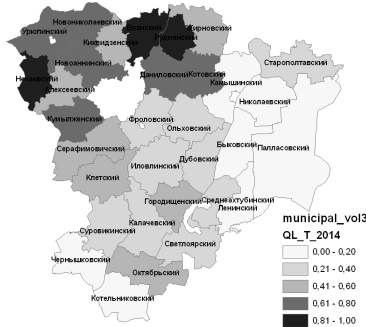 Новониколаевский
Урюпинский
Еланский
Руднянский
Жирновский
Киквидзенский
Старополтавский
Новоаннинский
Нехаевский
Даниловский
Котовский
Алексеевский
Камышинский
Николаевский
Кумылженский
Фроловский
Ольховский
Серафимовичский
Быковский
Палласовский
Иловлинский
Дубовский
Клетский
Городищенский
Среднеахтубинский
Ленинский
Калачевский
Суровикинский
Светлоярский
Чернышковский
Октябрьский
Котельниковский
municipal_vol3
QL_T_2014
0,00 - 0,20
0,21 - 0,40
0,41 - 0,60
0,61 - 0,80
0,81 - 1,00